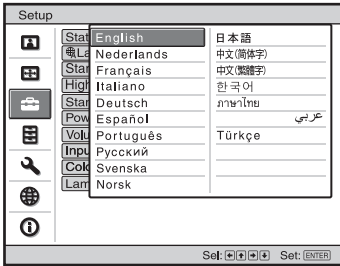 Setup
Stat
La
Star
High
Star
Pow
Volu
Inpu
Colo
Lam
English
Nederlands
Français
Italiano
Deutsch
Español
Português
Русский
Svenska
Norsk
日本語
中文(简体字)
中文(繁體字)
한국어
ภาษาไทย
عربي
Türkçe
Sel: Set: ENTER